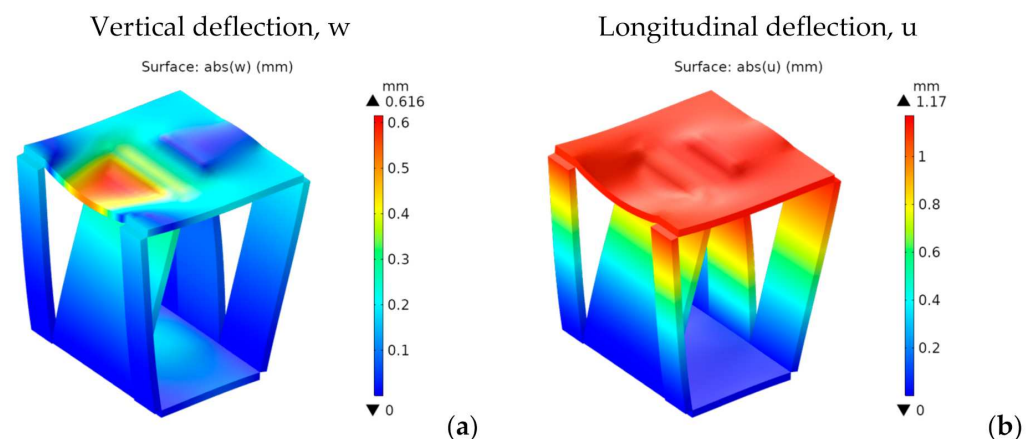 Vertical deflection, w
Surface: abs(w) (mm)
mm
▲ 0.616
0.6
0.5
0.4
0.3
0.2
0.1
▼ 0
(a)
Longitudinal deflection, u
Surface: abs(u) (mm)
mm
▲ 1.17
1
0.8
0.6
0.4
0.2
▼ 0
(b)